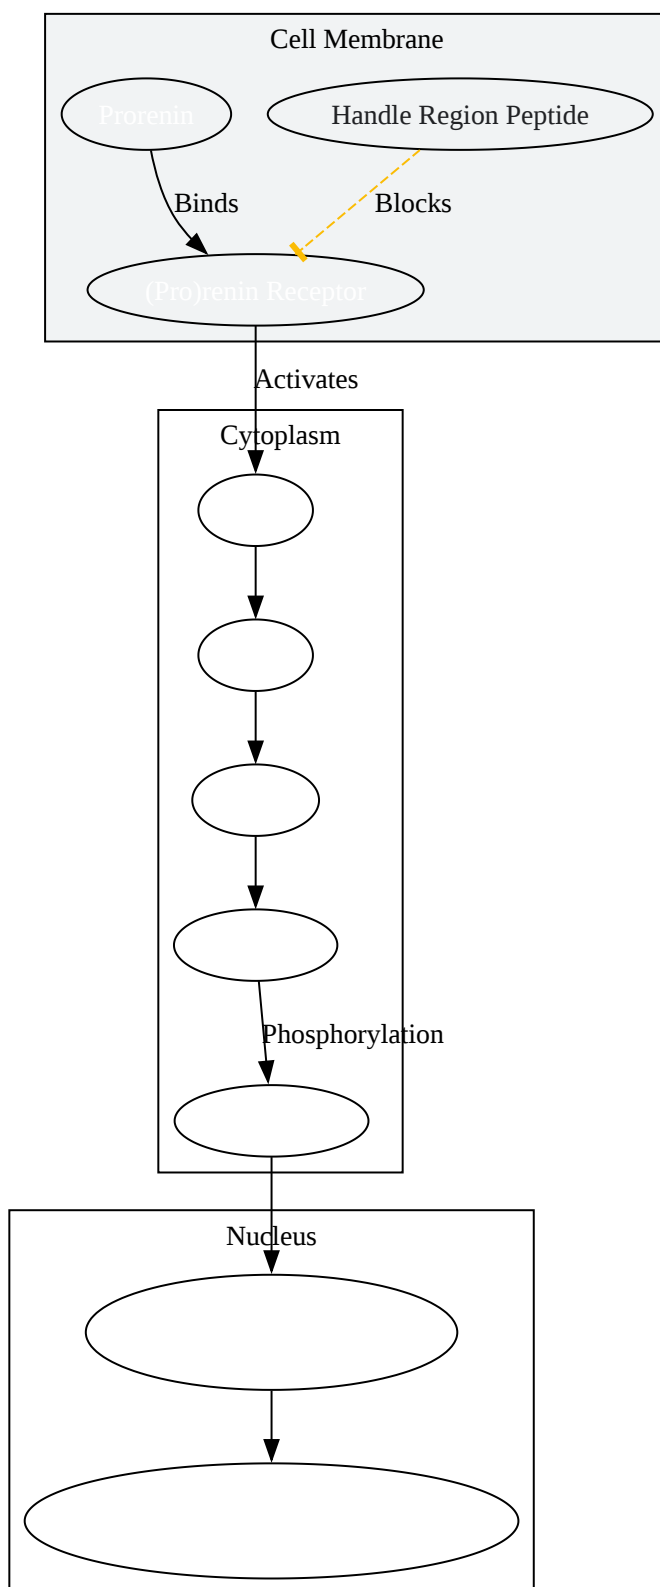 Cell Membrane
Prorenin
Handle Region Peptide
Binds
Blocks
(Pro)renin Receptor
Activates
Cytoplasm
Phosphorylation
Nucleus